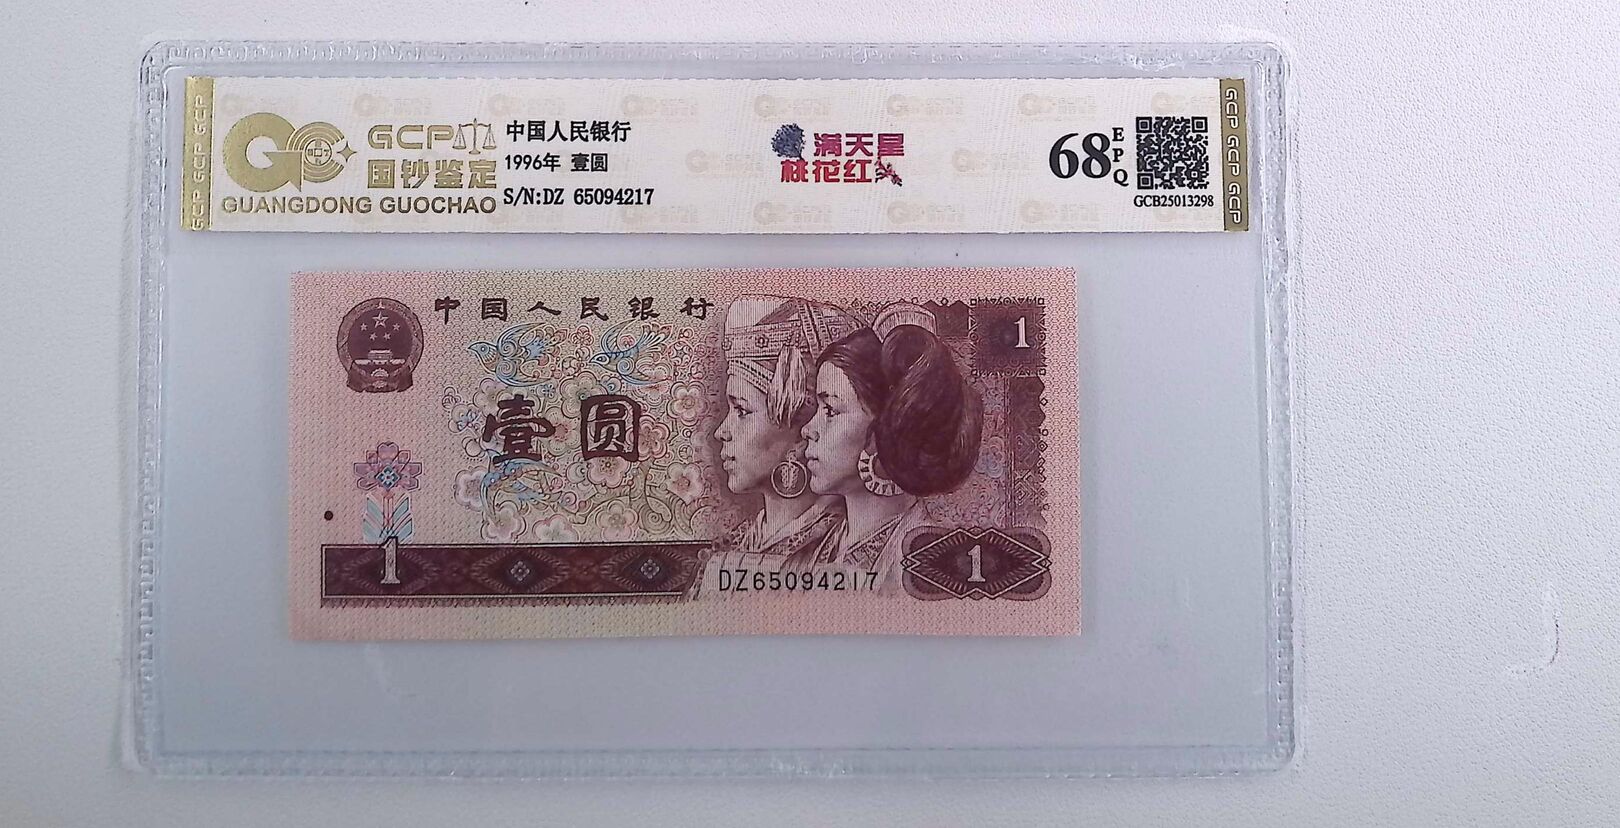 GCP GCP GCP
GCP
国钞鉴定
GUANGDONG GUOCHAO
中国人民银行
1996年 壹圆
S/N:DZ 65094217
满天星
桃花红
68 EPQ
GCB25013298
GCP GCP GCP
中国人民银行
1
壹圆
1
DZ65094217
1